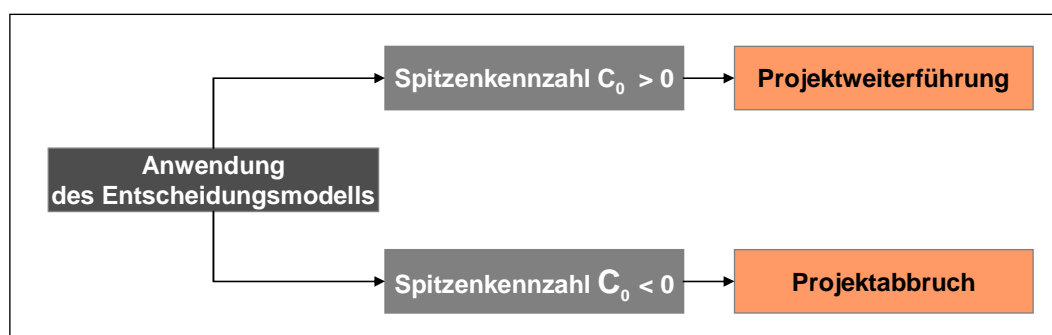 Spitzenkennzahl C₀ > 0
Projektweiterführung
Anwendung
des Entscheidungsmodells
Spitzenkennzahl C₀ < 0
Projektabbruch